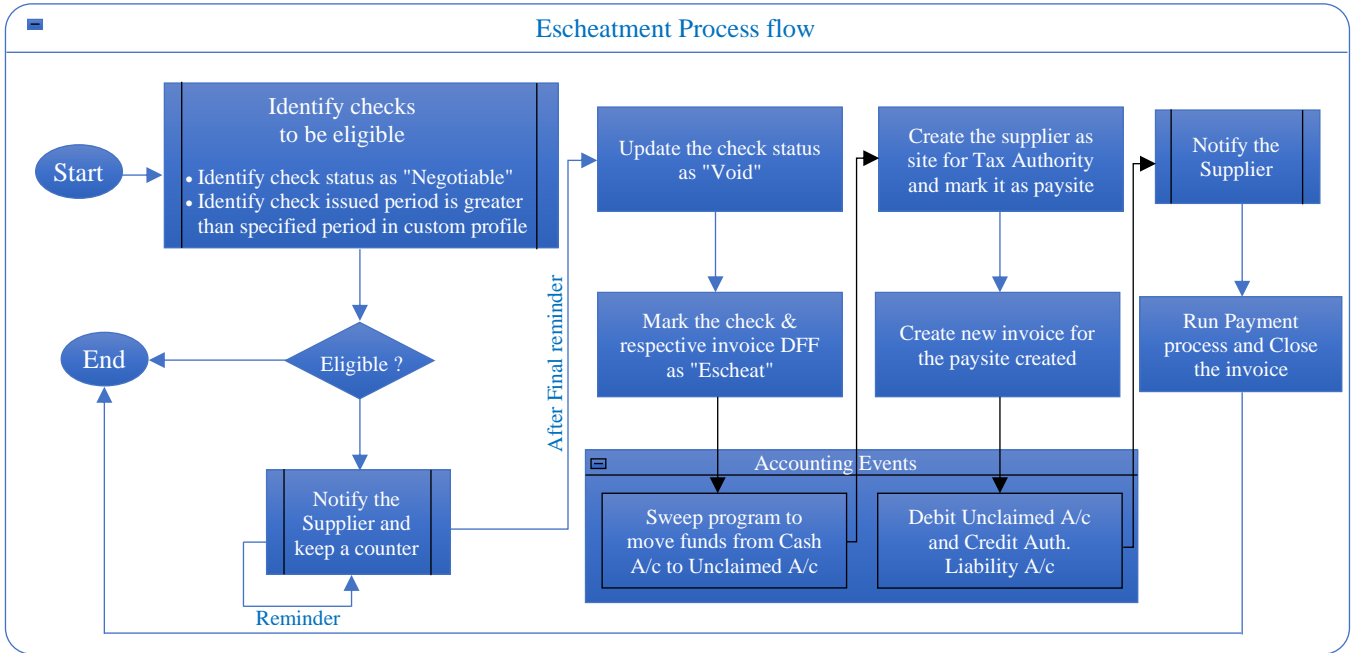 Escheatment Process flow
Start
Identify checks
to be eligible
• Identify check status as "Negotiable"
• Identify check issued period is greater
than specified period in custom profile
Eligible ?
End
Notify the
Supplier and
keep a counter
Reminder
After Final reminder
Update the check status
as "Void"
Mark the check &
respective invoice DFF
as "Escheat"
Accounting Events
Sweep program to
move funds from Cash
A/c to Unclaimed A/c
Create the supplier as
site for Tax Authority
and mark it as paysite
Create new invoice for
the paysite created
Debit Unclaimed A/c
and Credit Auth.
Liability A/c
Notify the
Supplier
Run Payment
process and Close
the invoice